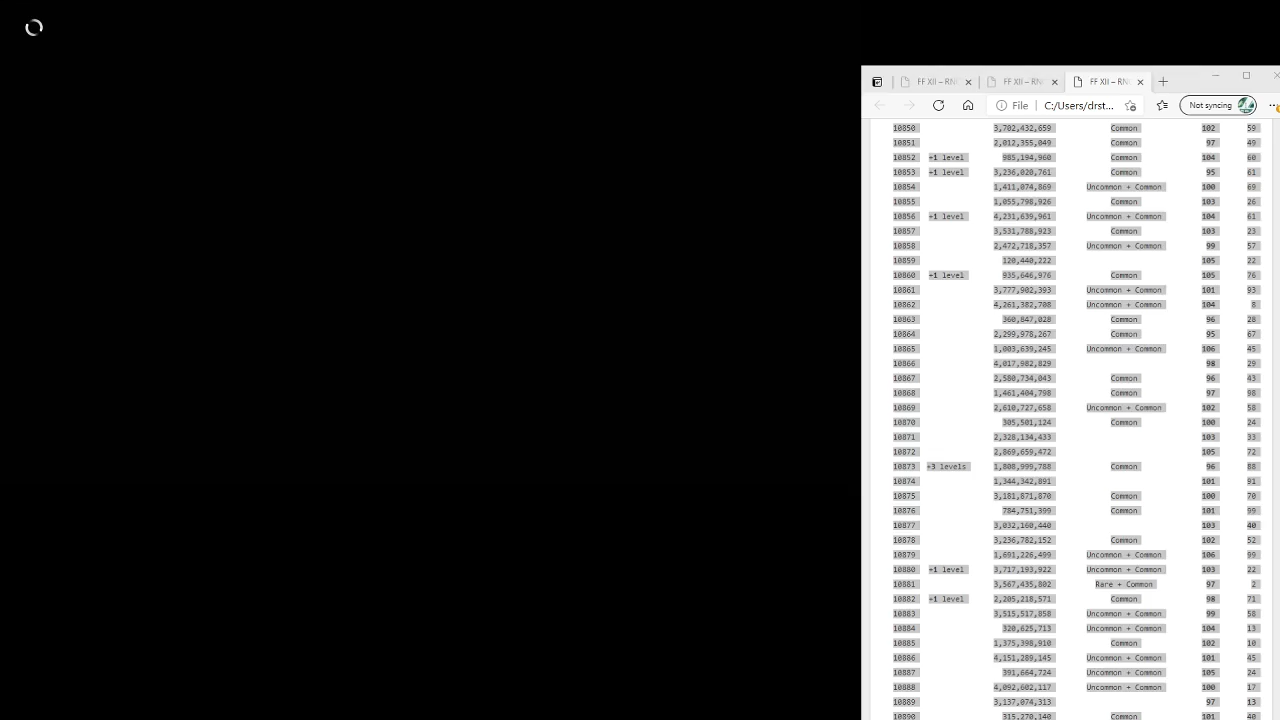 FF XII – RN FF XII – RN FF XII – RN
File C:/Users/drst... Not syncing
10850 3,702,432,659 Common 102 59
10851 2,012,355,049 Common 97 49
10852 +1 level 985,194,960 Common 104 60
10853 +1 level 3,236,020,761 Common 95 61
10854 1,411,074,869 Uncommon + Common 100 69
10855 1,055,798,926 Common 103 26
10856 +1 level 4,231,639,961 Uncommon + Common 104 61
10857 3,531,788,923 Common 103 23
10858 2,472,718,357 Uncommon + Common 99 57
10859 120,440,222 105 22
10860 +1 level 935,646,976 Common 105 76
10861 3,777,902,393 Uncommon + Common 101 93
10862 4,261,382,708 Uncommon + Common 104 8
10863 360,847,028 Common 96 28
10864 2,299,978,267 Common 95 67
10865 1,003,639,245 Uncommon + Common 106 45
10866 4,017,982,829 98 29
10867 2,580,734,043 Common 96 43
10868 1,461,404,798 Common 97 98
10869 2,610,727,658 Uncommon + Common 102 58
10870 305,501,124 Common 100 24
10871 2,328,134,433 103 33
10872 2,869,659,472 105 72
10873 +3 levels 1,808,999,788 Common 96 88
10874 1,344,342,891 101 91
10875 3,181,871,870 Common 100 70
10876 784,751,399 Common 101 99
10877 3,032,160,440 103 40
10878 3,236,782,152 Common 102 52
10879 1,691,226,499 Uncommon + Common 106 99
10880 +1 level 3,717,193,922 Uncommon + Common 103 22
10881 3,567,435,802 Rare + Common 97 2
10882 +1 level 2,205,218,571 Common 98 71
10883 3,515,517,858 Uncommon + Common 99 58
10884 320,625,713 Uncommon + Common 104 13
10885 1,375,398,910 Common 102 10
10886 4,151,289,145 Uncommon + Common 101 45
10887 391,664,724 Uncommon + Common 105 24
10888 4,092,602,117 Uncommon + Common 100 17
10889 3,137,074,313 97 13
10890 315,270,140 Common 101 40